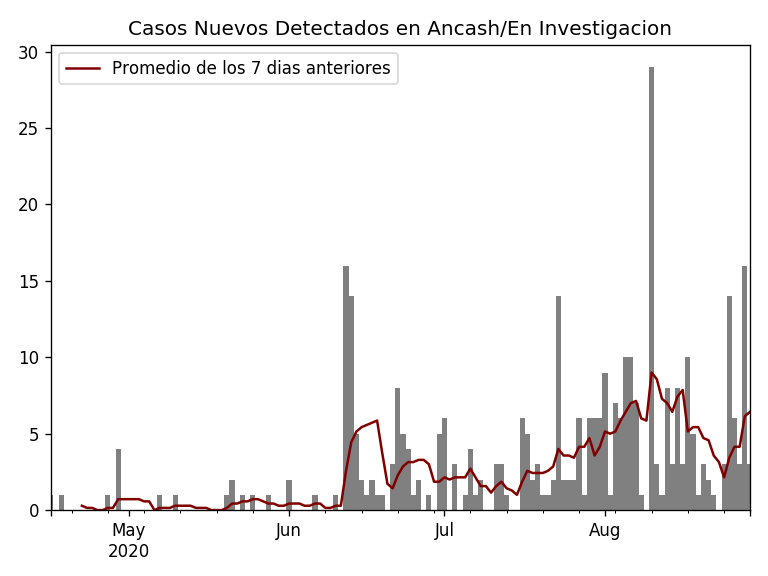 Casos Nuevos Detectados en Ancash/En Investigacion
Promedio de los 7 dias anteriores
30
25
20
15
10
5
0
May Jun Jul Aug
2020